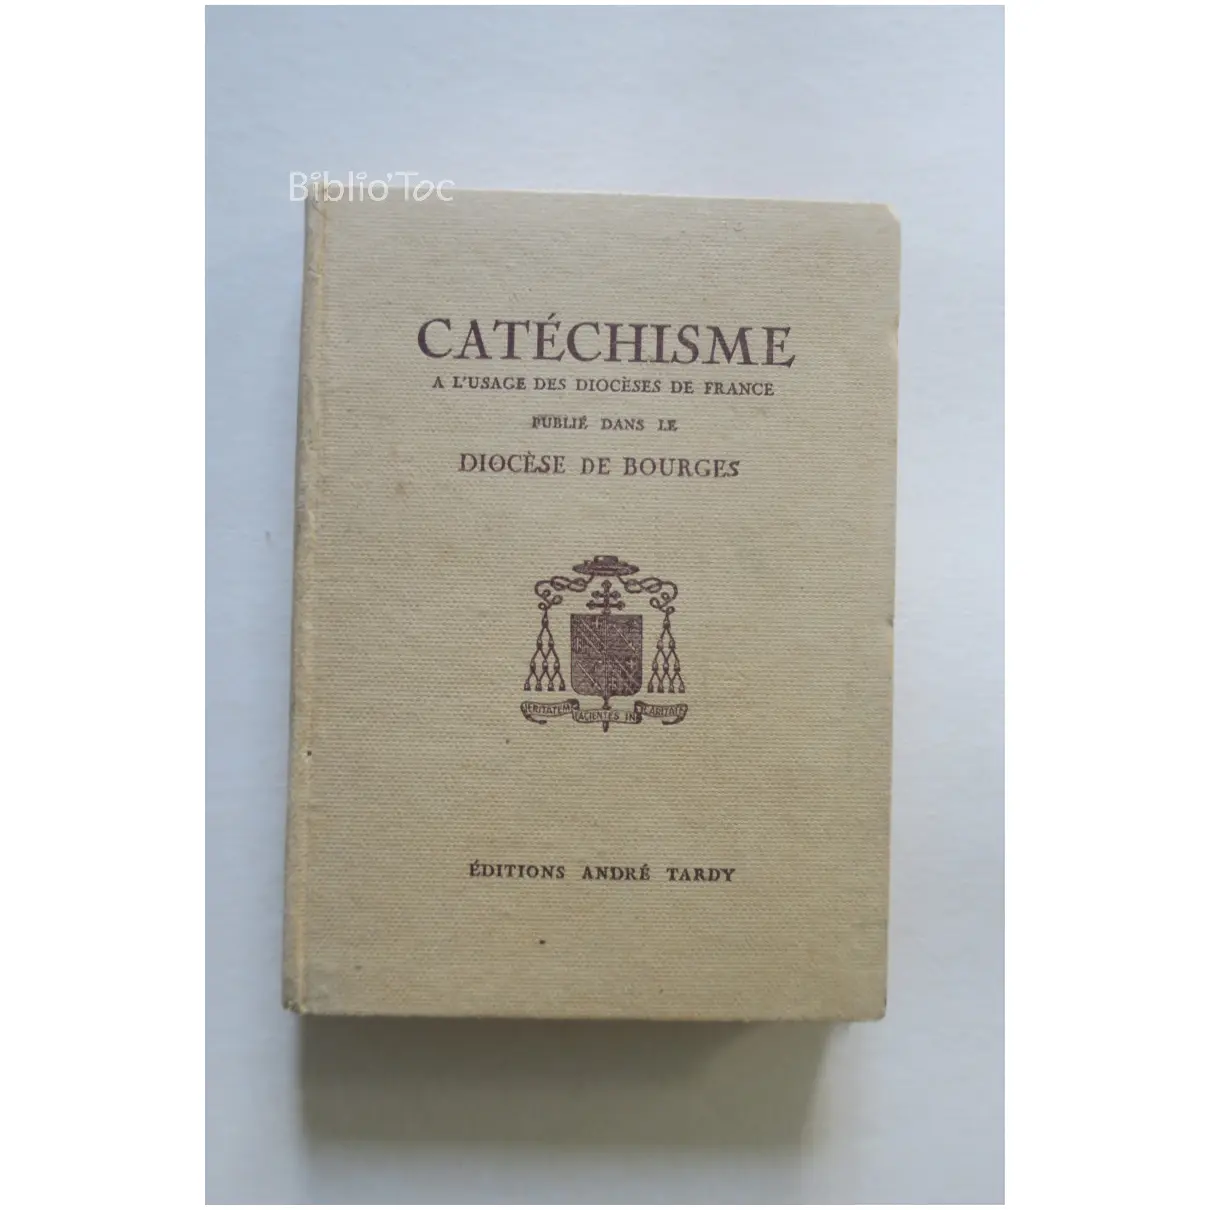 Biblio'Toc
CATÉCHISME
A L'USAGE DES DIOCÈSES DE FRANCE
PUBLIÉ DANS LE
DIOCÈSE DE BOURGES
VERITATEM FACIENTES IN CARITATE
ÉDITIONS ANDRÉ TARDY